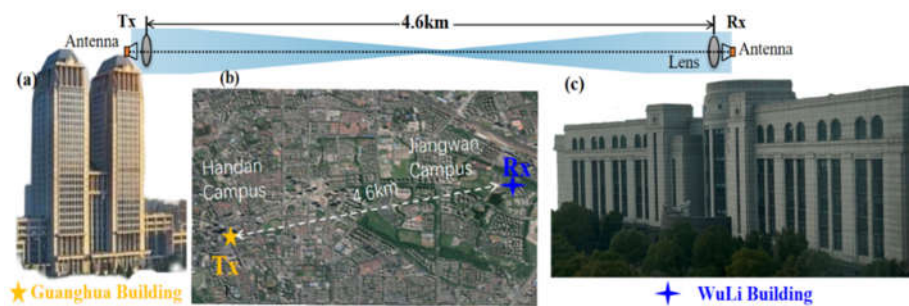 Tx
4.6km
Rx
Antenna
Lens
Antenna
(a)
(b)
(c)
Handan
Campus
Jiangwan
Campus
Rx
4.6km
Tx
Guanghua Building
WuLi Building